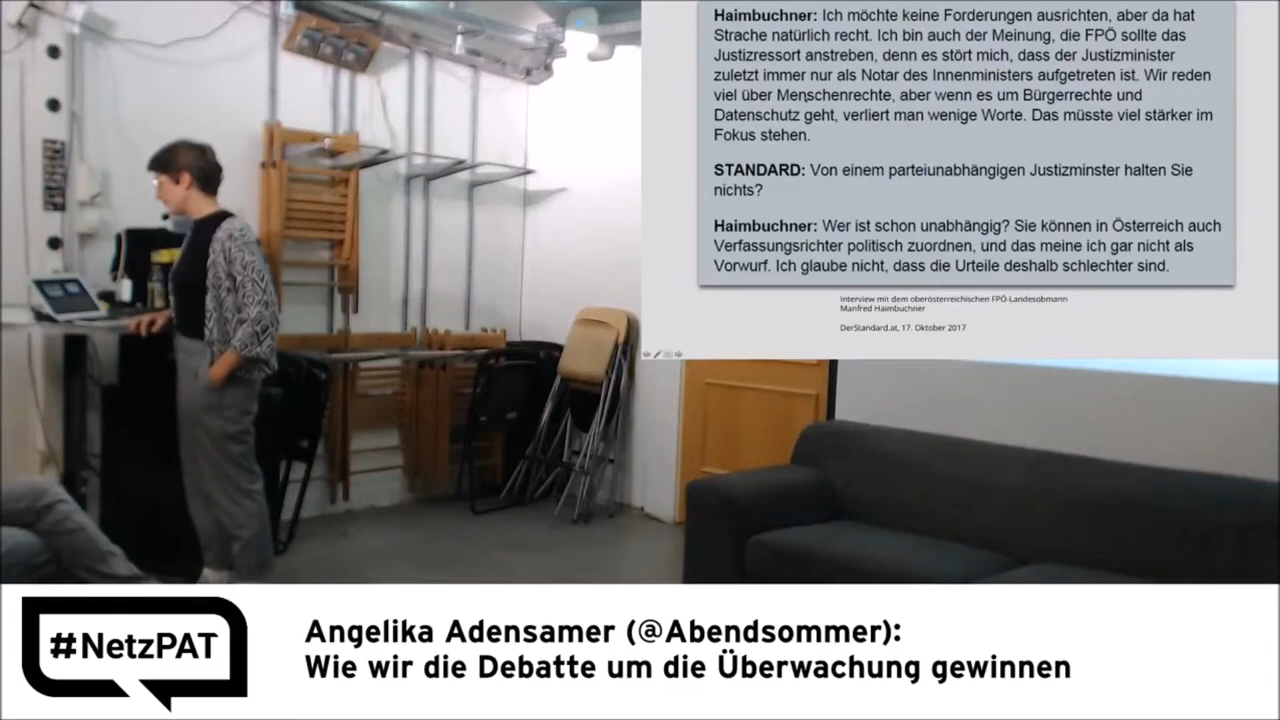 Haimbuchner: Ich möchte keine Forderungen ausrichten, aber da hat
Strache natürlich recht. Ich bin auch der Meinung, die FPÖ sollte das
Justizressort anstreben, denn es stört mich, dass der Justizminister
zuletzt immer nur als Notar des Innenministers aufgetreten ist. Wir reden
viel über Menschenrechte, aber wenn es um Bürgerrechte und
Datenschutz geht, verliert man wenige Worte. Das müsste viel stärker im
Fokus stehen.
STANDARD: Von einem parteiunabhängigen Justizminster halten Sie
nichts?
Haimbuchner: Wer ist schon unabhängig? Sie können in Österreich auch
Verfassungsrichter politisch zuordnen, und das meine ich gar nicht als
Vorwurf. Ich glaube nicht, dass die Urteile deshalb schlechter sind.
Interview mit dem oberösterreichischen FPÖ-Landesobmann
Manfred Haimbuchner
DerStandard.at, 17. Oktober 2017
#NetzPAT
Angelika Adensamer (@Abendsommer):
Wie wir die Debatte um die Überwachung gewinnen